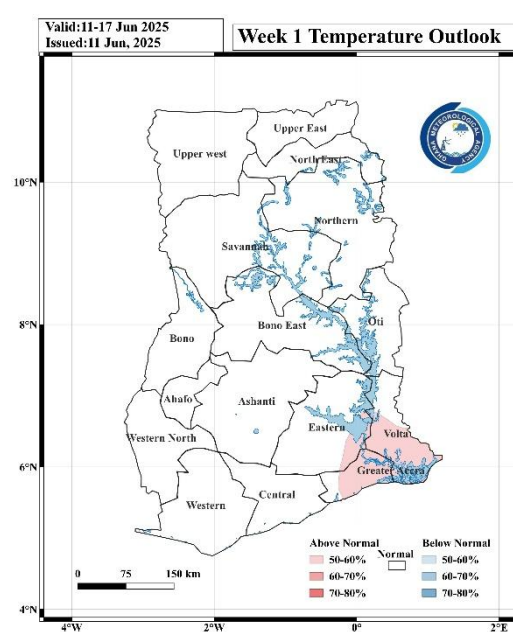 Valid:11-17 Jun 2025
Issued:11 Jun, 2025
Week 1 Temperature Outlook
Upper East
Upper west
North East
GHANA METEOROLOGICAL AGENCY
10°N
Northern
Savannah
8°N
Bono East
Oti
Bono
Ahafo
Ashanti
Eastern
Volta
Western North
6°N
Greater Accra
Central
Western
Above Normal
Normal
Below Normal
50-60%
50-60%
60-70%
60-70%
70-80%
70-80%
0 75 150 km
4°N
4°W 2°W 0° 2°E